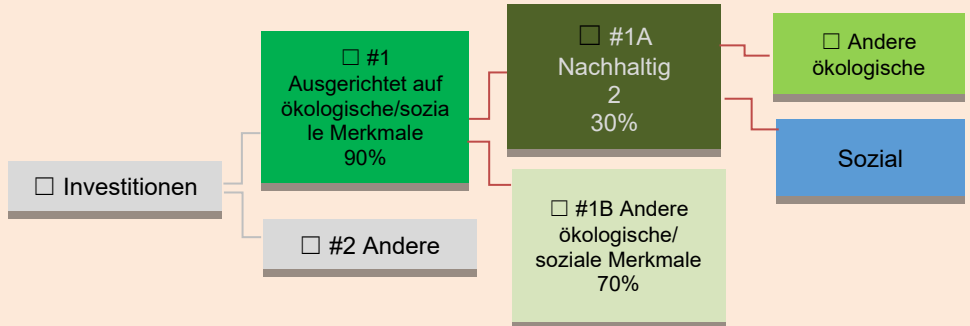 ☐ Investitionen
☐ #1
Ausgerichtet auf
ökologische/sozia
le Merkmale
90%
☐ #2 Andere
☐ #1A
Nachhaltig
2
30%
☐ #1B Andere
ökologische/
soziale Merkmale
70%
☐ Andere
ökologische
Sozial